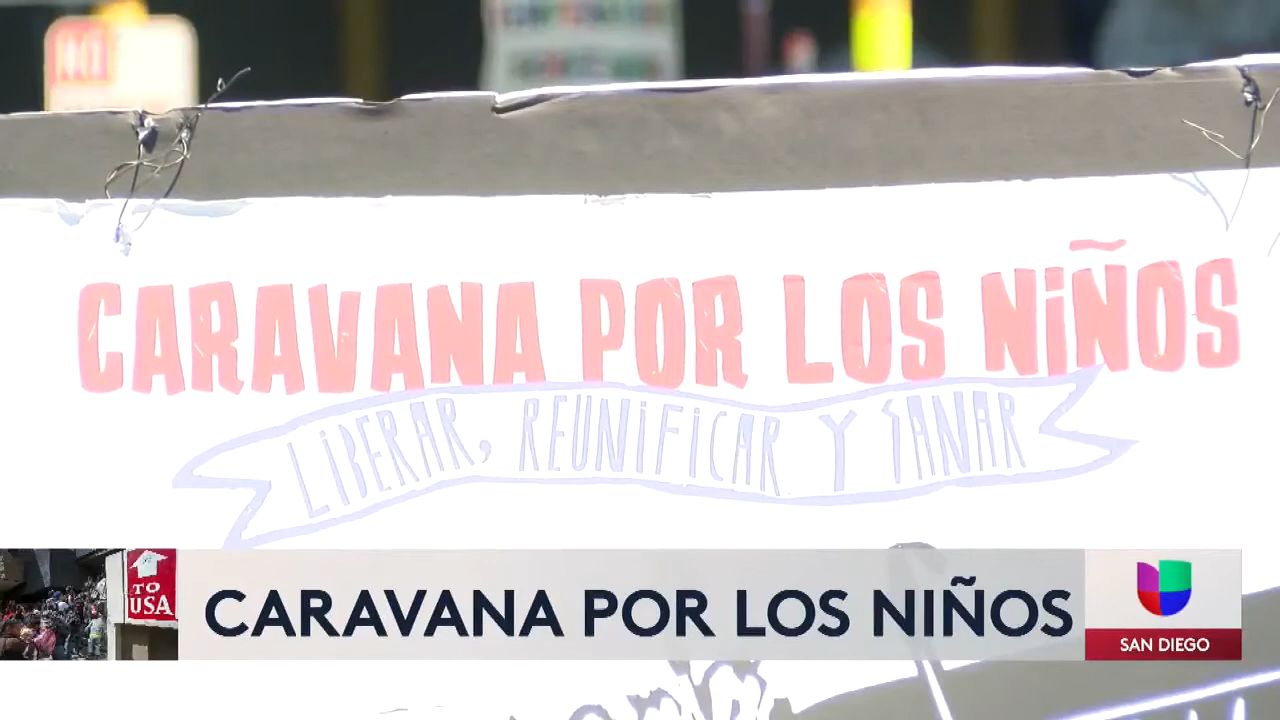 CARAVANA POR LOS NIÑOS
LIBERAR, REUNIFICAR Y SANAR
TO
USA
CARAVANA POR LOS NIÑOS
SAN DIEGO